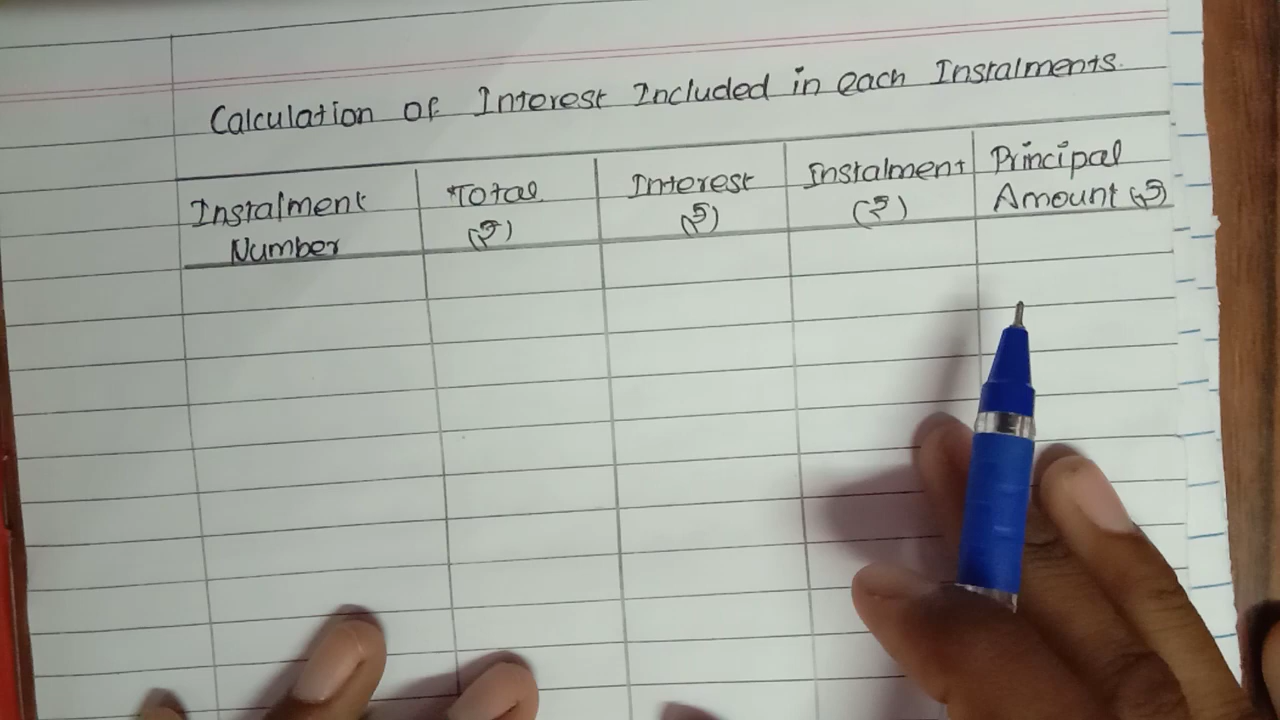 Calculation of Interest Included in each Instalments.
Instalment Number
Total (₹)
Interest (₹)
Instalment (₹)
Principal Amount (₹)